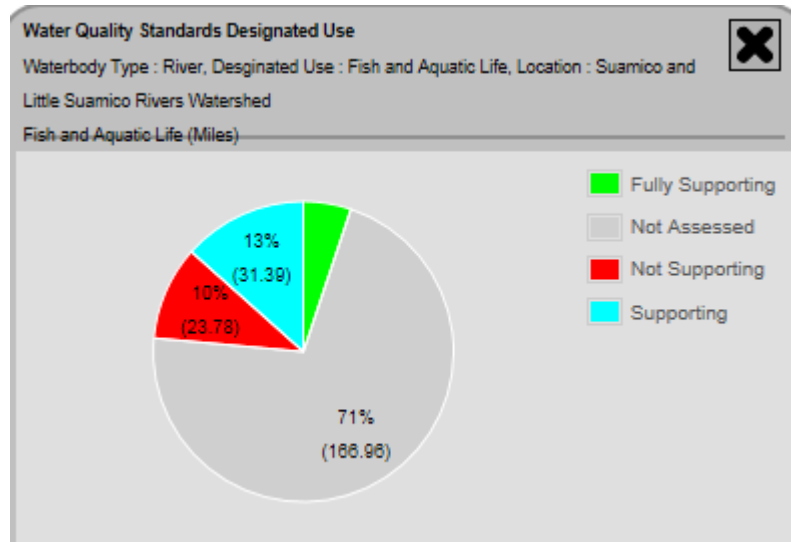 Water Quality Standards Designated Use
Waterbody Type : River, Desginated Use : Fish and Aquatic Life, Location : Suamico and
Little Suamico Rivers Watershed
Fish and Aquatic Life (Miles)
Fully Supporting
Not Assessed
Not Supporting
Supporting
13%
(31.39)
10%
(23.78)
71%
(166.96)